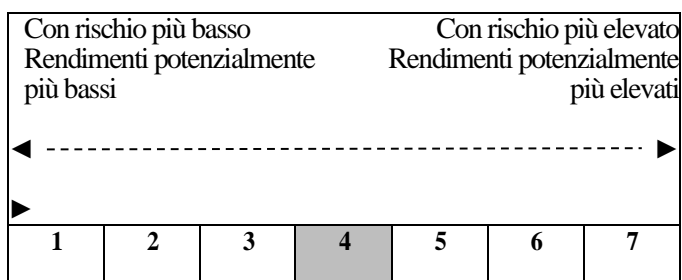 Con rischio più basso
Rendimenti potenzialmente
più bassi
Con rischio più elevato
Rendimenti potenzialmente
più elevati
1 2 3 4 5 6 7